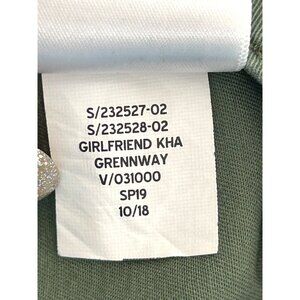 S/232527-02
S/232528-02
GIRLFRIEND KHA
GRENNWAY
V/031000
SP19
10/18